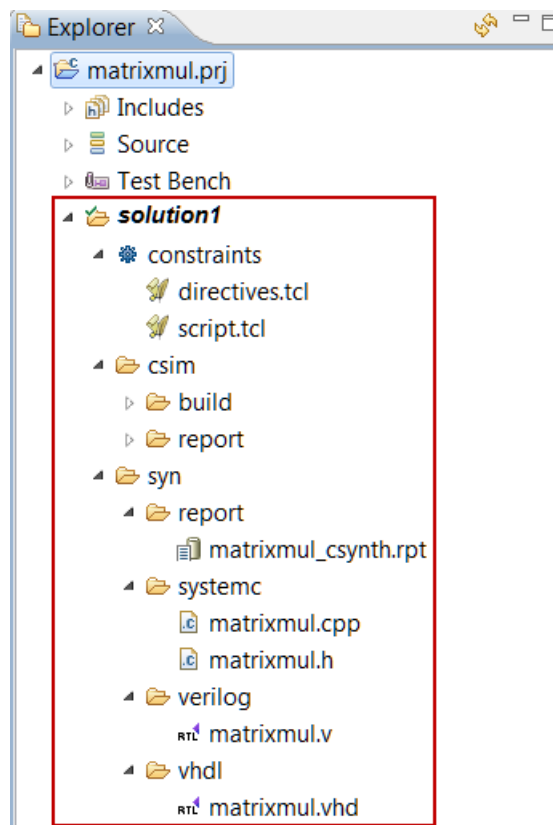 Explorer
matrixmul.prj
Includes
Source
Test Bench
solution1
constraints
directives.tcl
script.tcl
csim
build
report
syn
report
matrixmul_csynth.rpt
systemc
matrixmul.cpp
matrixmul.h
verilog
matrixmul.v
vhdl
matrixmul.vhd